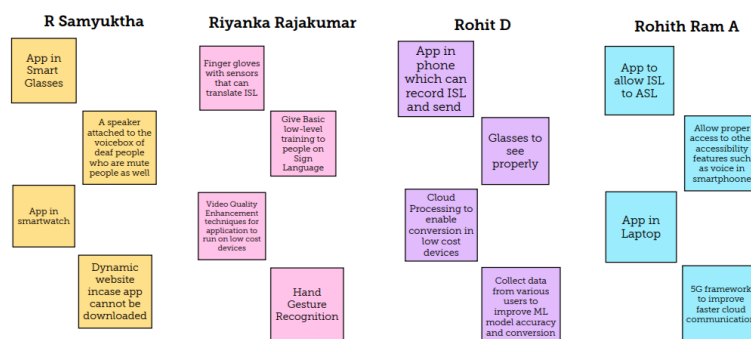 R Samyuktha
App in
Smart
Glasses
A speaker
attached to the
voicebox of
deaf people
who are mute
people as well
App in
smartwatch
Dynamic
website
incase app
cannot be
downloaded
Riyanka Rajakumar
Finger gloves
with sensors
that can
translate ISL
Give Basic
low-level
training to
people on
Sign
Language
Video Quality
Enhancement
techniques for
application to
run on low cost
devices
Hand
Gesture
Recognition
Rohit D
App in
phone
which can
record ISL
and send
Glasses to
see
properly
Cloud
Processing to
enable
conversion in
low cost
devices
Collect data
from various
users to
improve ML
model accuracy
and conversion
Rohith Ram A
App to
allow ISL
to ASL
Allow proper
access to other
accessibility
features such
as voice in
smartphoone
App in
Laptop
5G framework
to improve
faster cloud
communication